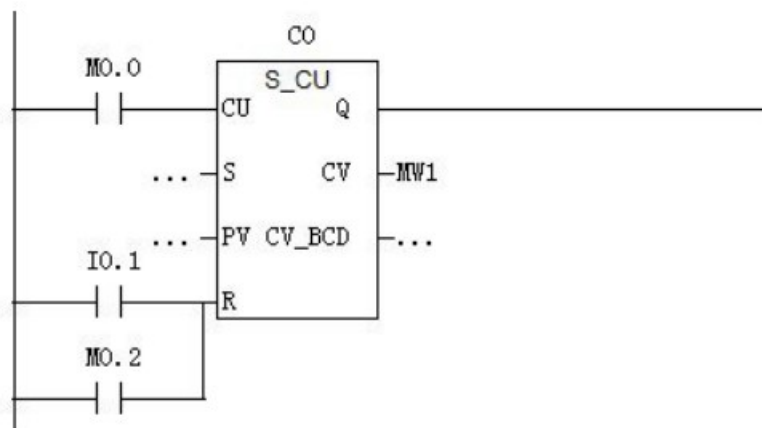 C0
M0.0
S_CU
CU Q
... S CV MW1
... PV CV_BCD ...
I0.1
R
M0.2